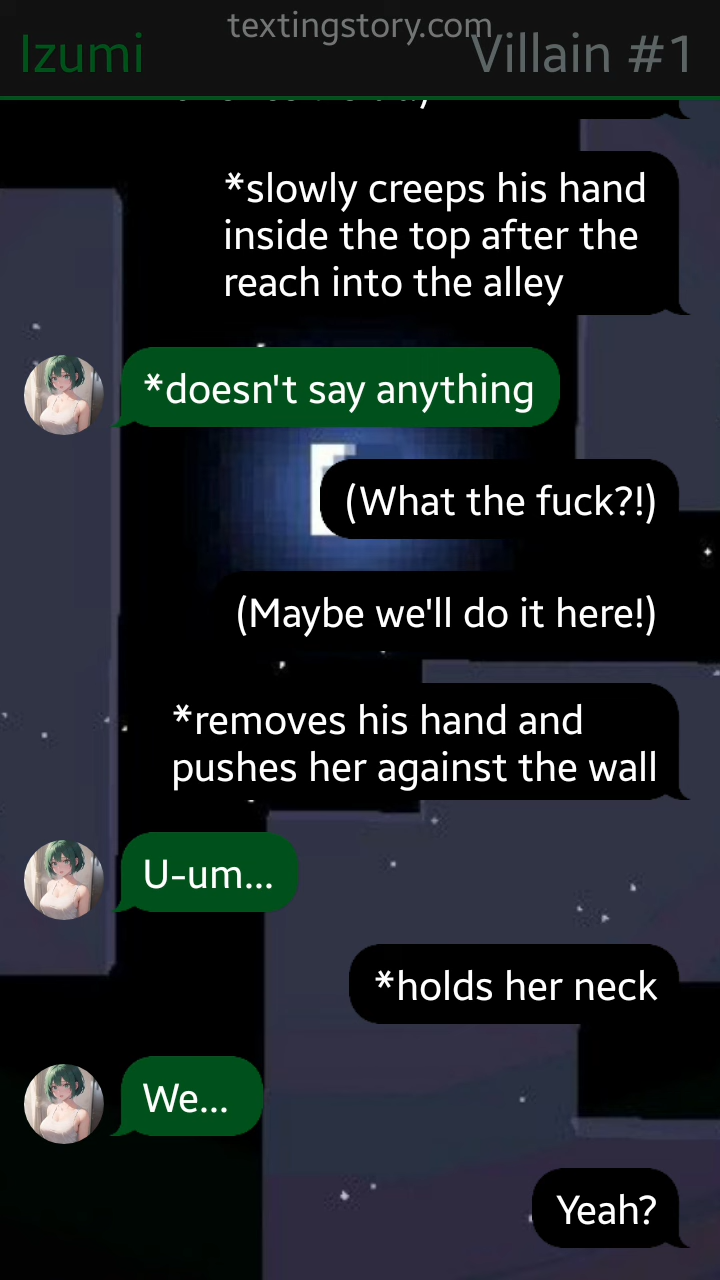 textingstory.com
Izumi
Villain #1
*slowly creeps his hand
inside the top after the
reach into the alley
*doesn't say anything
(What the fuck?!)
(Maybe we'll do it here!)
*removes his hand and
pushes her against the wall
U-um...
*holds her neck
We...
Yeah?